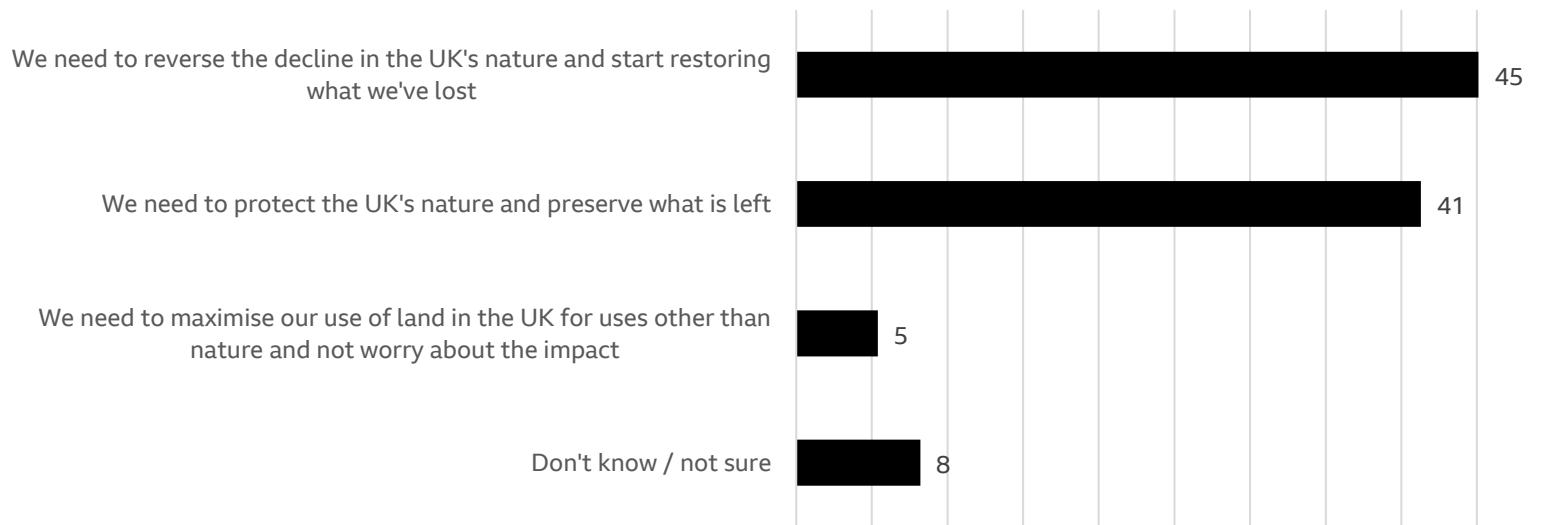 We need to reverse the decline in the UK's nature and start restoring
what we've lost
45
We need to protect the UK's nature and preserve what is left
41
We need to maximise our use of land in the UK for uses other than
nature and not worry about the impact
5
Don't know / not sure
8